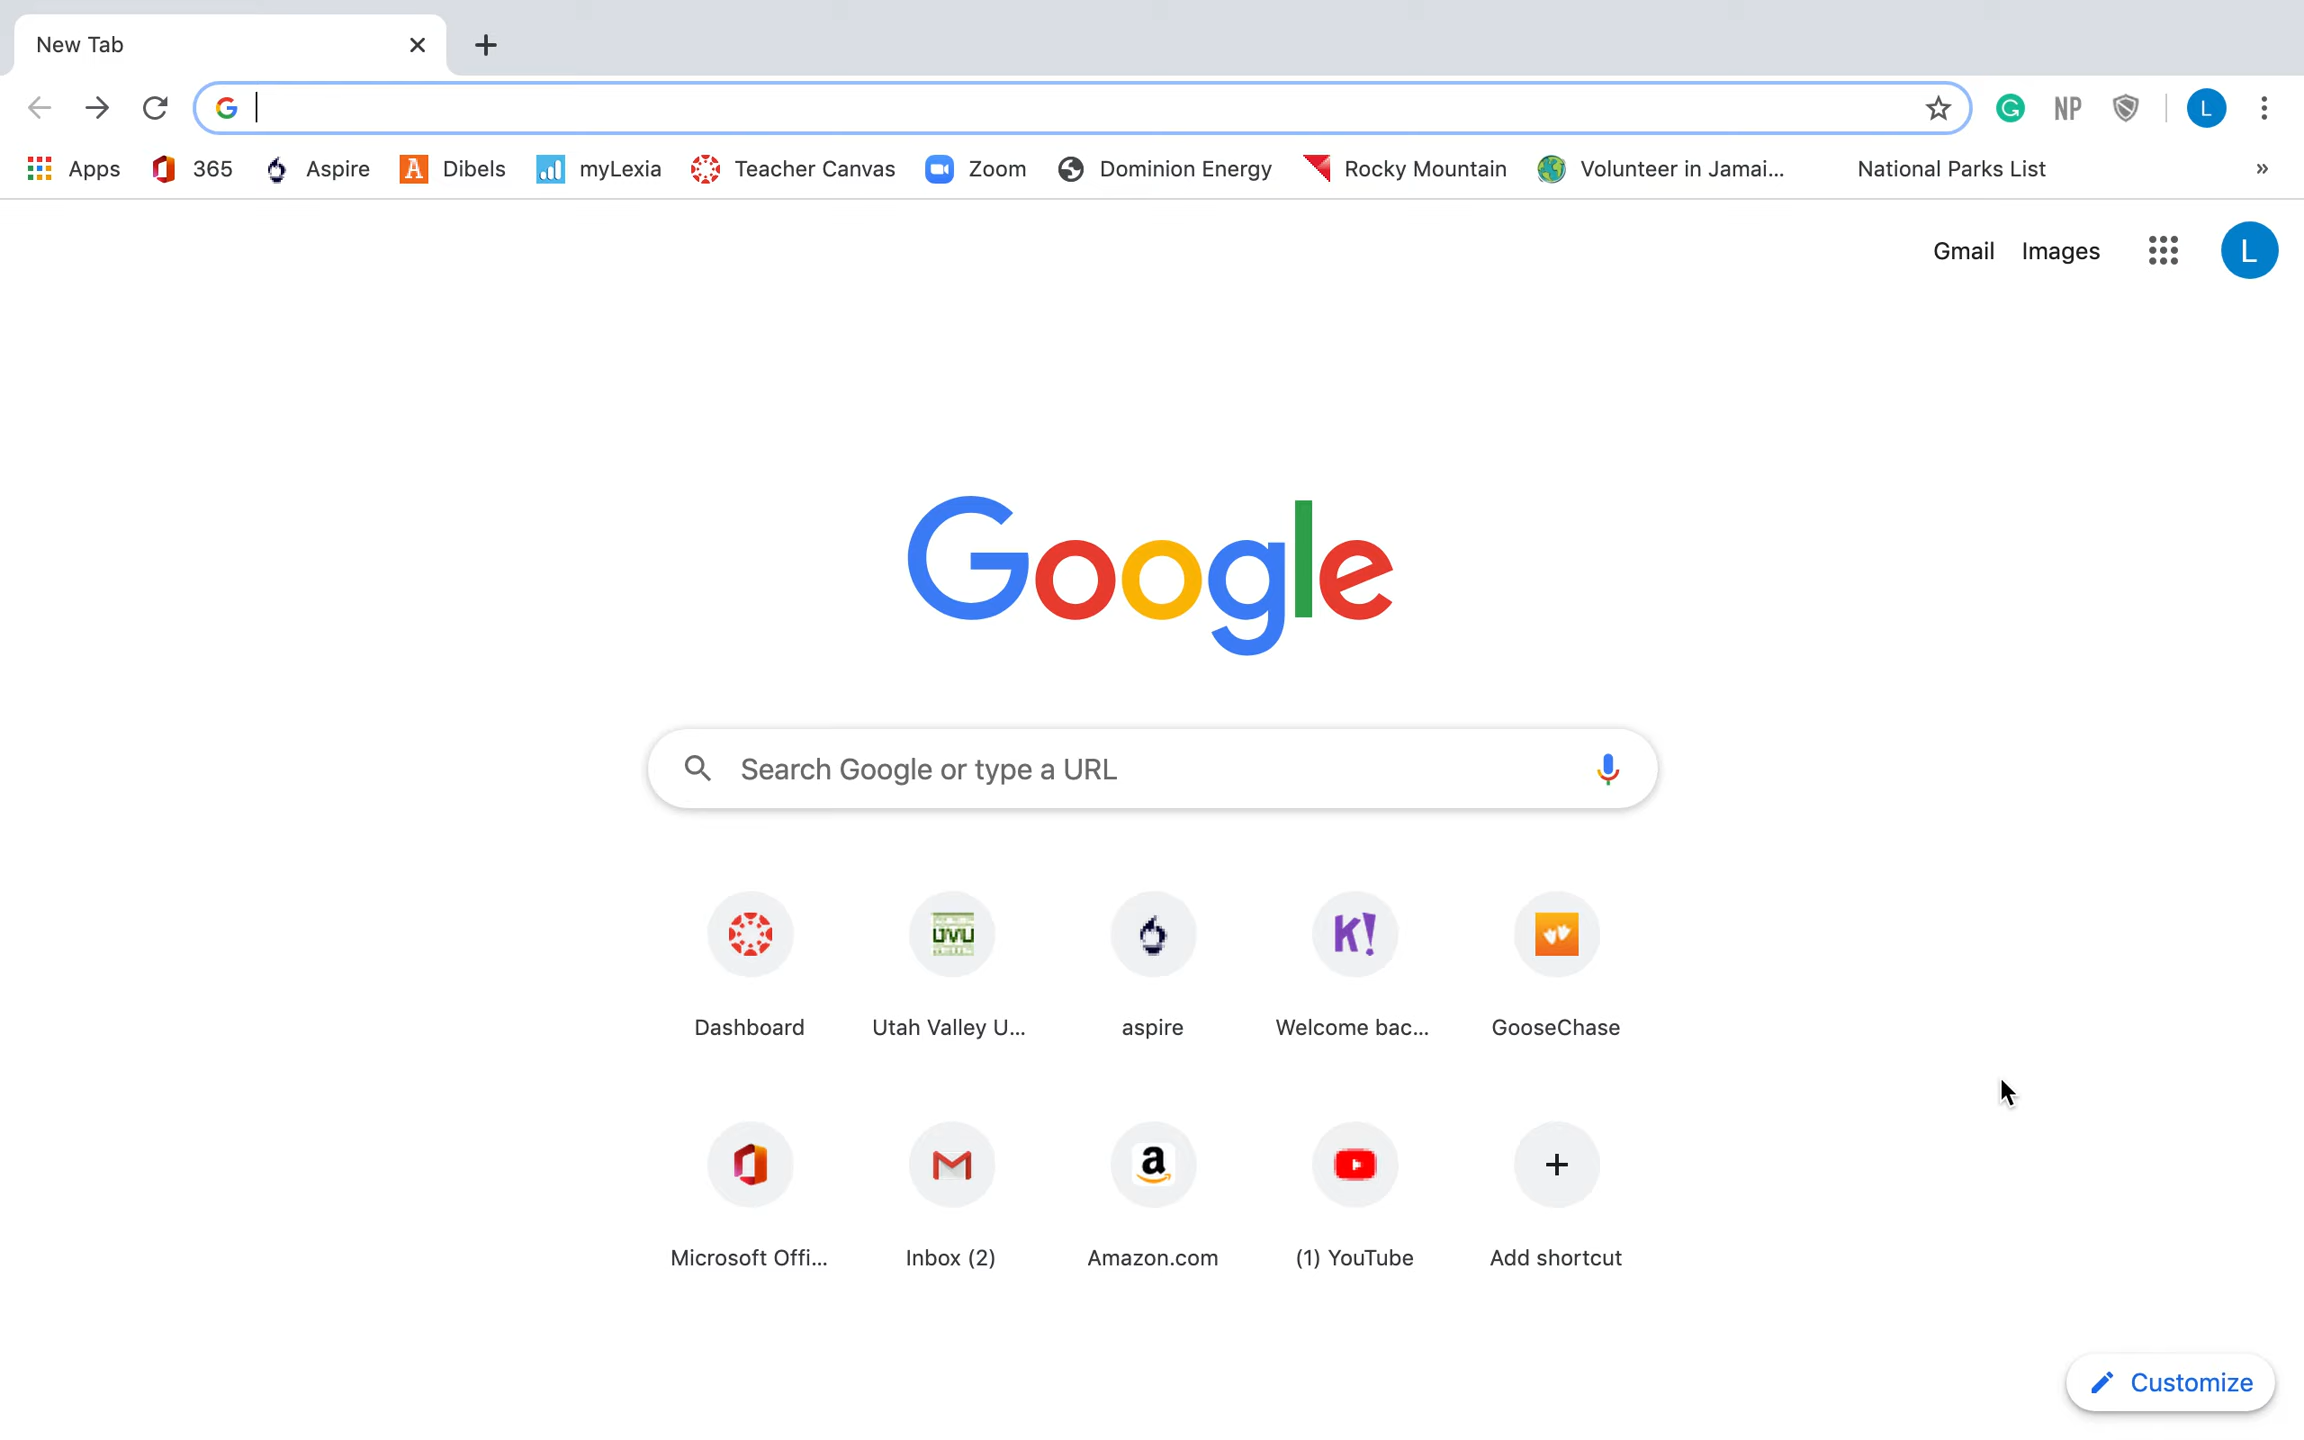 New Tab
Apps 365 Aspire Dibels myLexia Teacher Canvas Zoom Dominion Energy Rocky Mountain Volunteer in Jamai... National Parks List »
NP L
Gmail Images L
Google
Search Google or type a URL
UVU K!
Dashboard Utah Valley U... aspire Welcome bac... GooseChase
a
Microsoft Offi... Inbox (2) Amazon.com (1) YouTube Add shortcut
Customize